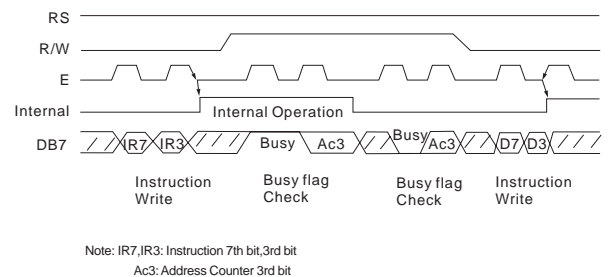 RS
R/W
E
Internal
Internal Operation
DB7
IR7
IR3
Busy
Ac3
Busy
Ac3
D7
D3
Instruction
Write
Busy flag
Check
Busy flag
Check
Instruction
Write
Note: IR7,IR3: Instruction 7th bit,3rd bit
Ac3: Address Counter 3rd bit